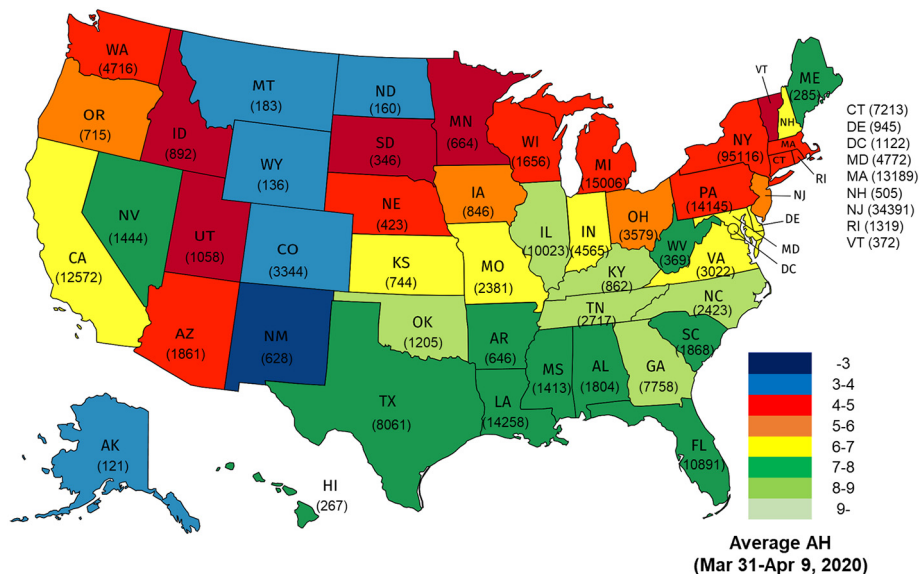 WA
(4716)
OR
(715)
CA
(12572)
NV
(1444)
ID
(892)
MT
(183)
WY
(136)
UT
(1058)
CO
(3344)
AZ
(1861)
NM
(628)
ND
(160)
SD
(346)
NE
(423)
KS
(744)
OK
(1205)
TX
(8061)
MN
(664)
IA
(846)
MO
(2381)
AR
(646)
LA
(14258)
WI
(1656)
IL
(10023)
MI
(15006)
IN
(4565)
OH
(3579)
KY
(862)
TN
(2717)
MS
(1413)
AL
(1804)
GA
(7758)
FL
(10891)
SC
(1868)
NC
(2423)
VA
(3022)
WV
(369)
PA
(14145)
NY
(95116)
VT
NH
ME
(285)
MA
CT
RI
NJ
DE
MD
DC
AK
(121)
HI
(267)
CT (7213)
DE (945)
DC (1122)
MD (4772)
MA (13189)
NH (505)
NJ (34391)
RI (1319)
VT (372)
-3
3-4
4-5
5-6
6-7
7-8
8-9
9-
Average AH
(Mar 31-Apr 9, 2020)